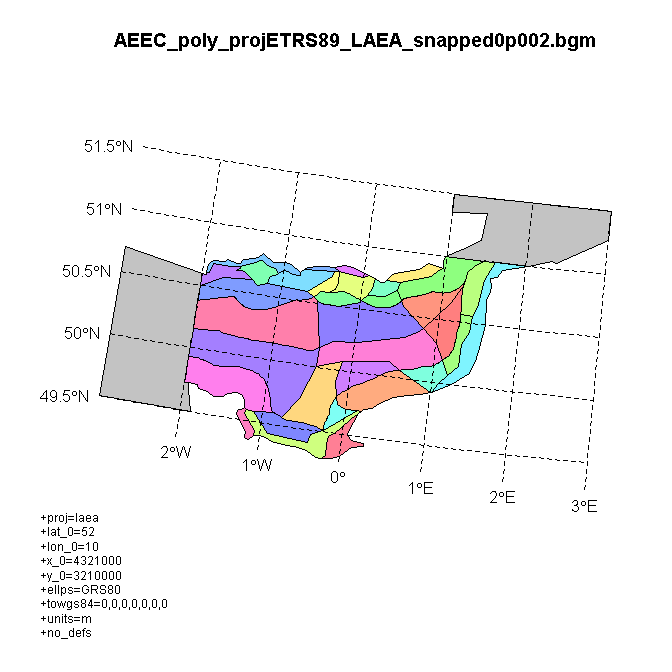 AEEC_poly_projETRS89_LAEA_snapped0p002.bgm
51.5°N
51°N
50.5°N
50°N
49.5°N
2°W
1°W
0°
1°E
2°E
3°E
+proj=laea
+lat_0=52
+lon_0=10
+x_0=4321000
+y_0=3210000
+ellps=GRS80
+towgs84=0,0,0,0,0,0,0
+units=m
+no_defs